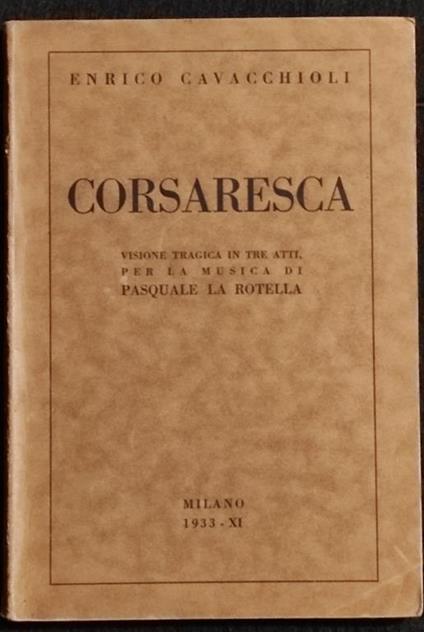 ENRICO CAVACCHIOLI
CORSARESCA
VISIONE TRAGICA IN TRE ATTI,
PER LA MUSICA DI
PASQUALE LA ROTELLA
MILANO
1933 - XI